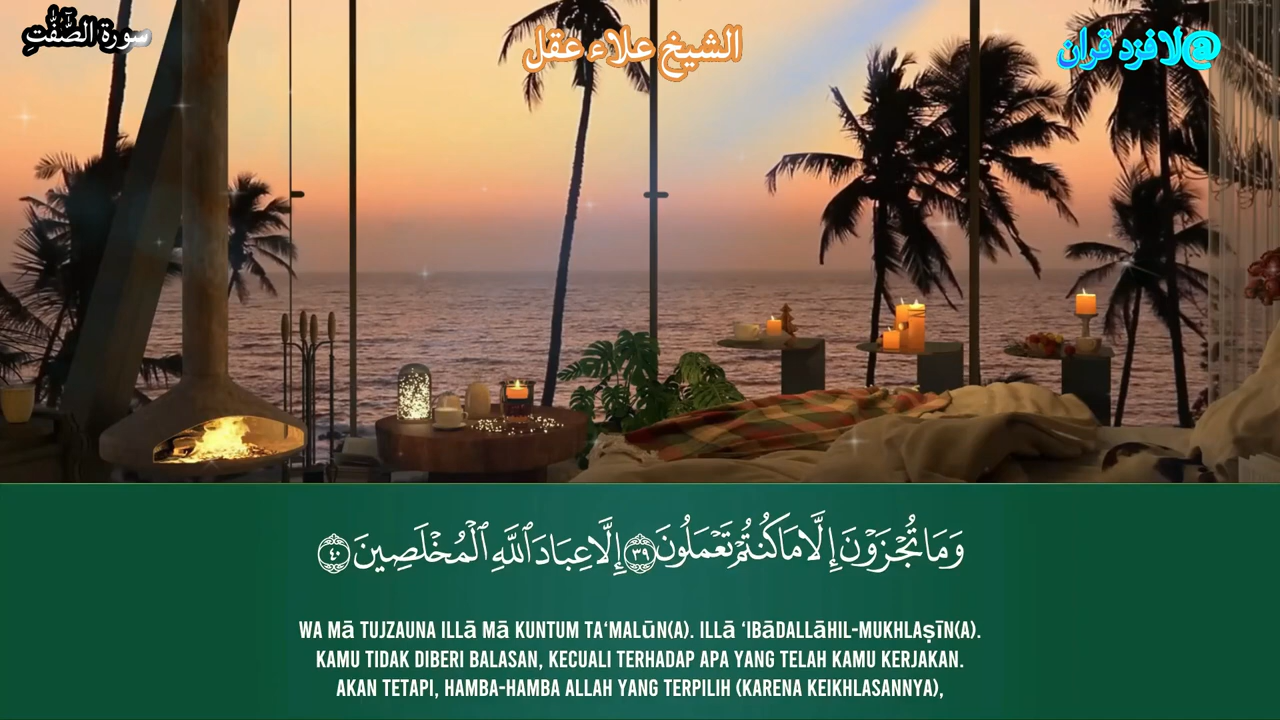 سورة الصّٰۤفّٰتِ
الشيخ علاء عقل
@لافزد قران
وَمَا تُجْزَوْنَ إِلَّا مَا كُنتُمْ تَعْمَلُونَ ٣٩ إِلَّا عِبَادَ ٱللَّهِ ٱلْمُخْلَصِينَ ٤٠
WA Mā TUJZAUNA ILLā Mā KUNTUM TA‘MALūN(A). ILLā ‘IBāDALLāHIL-MUKHLAṣīN(A).
KAMU TIDAK DIBERI BALASAN, KECUALI TERHADAP APA YANG TELAH KAMU KERJAKAN.
AKAN TETAPI, HAMBA-HAMBA ALLAH YANG TERPILIH (KARENA KEIKHLASANNYA),